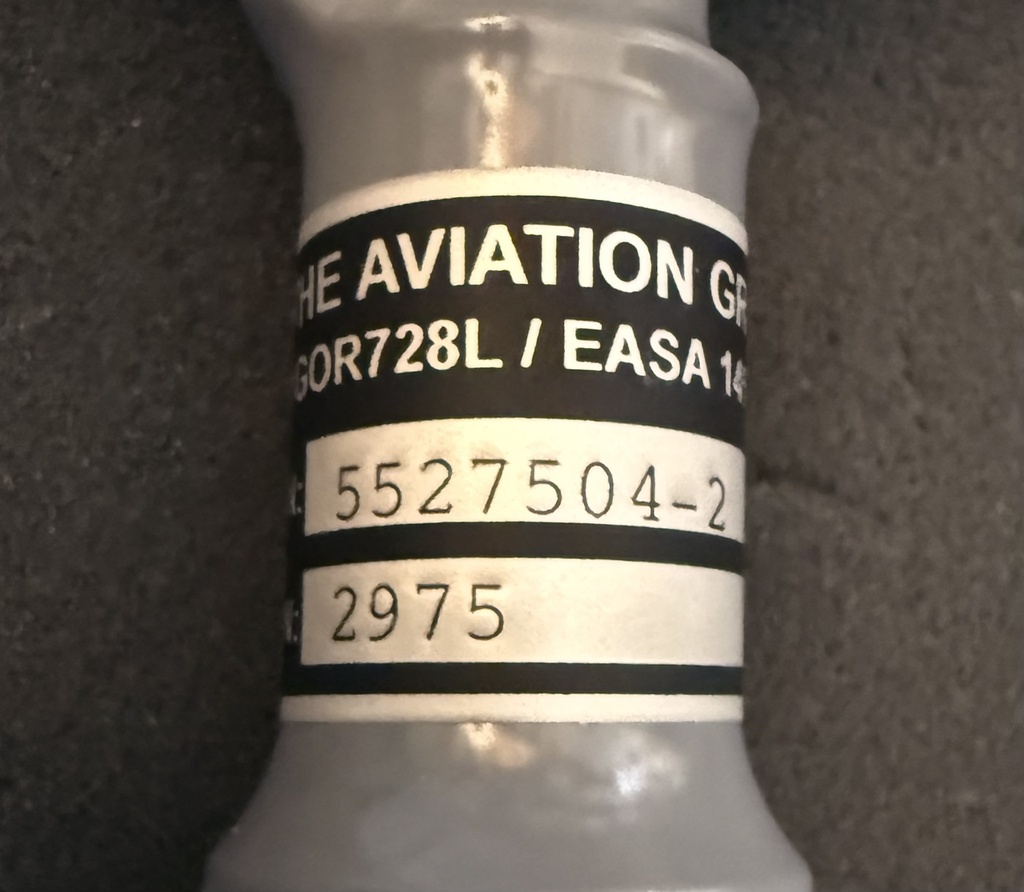 HE AVIATION GR
GOR728L / EASA 14
5527504-2
2975